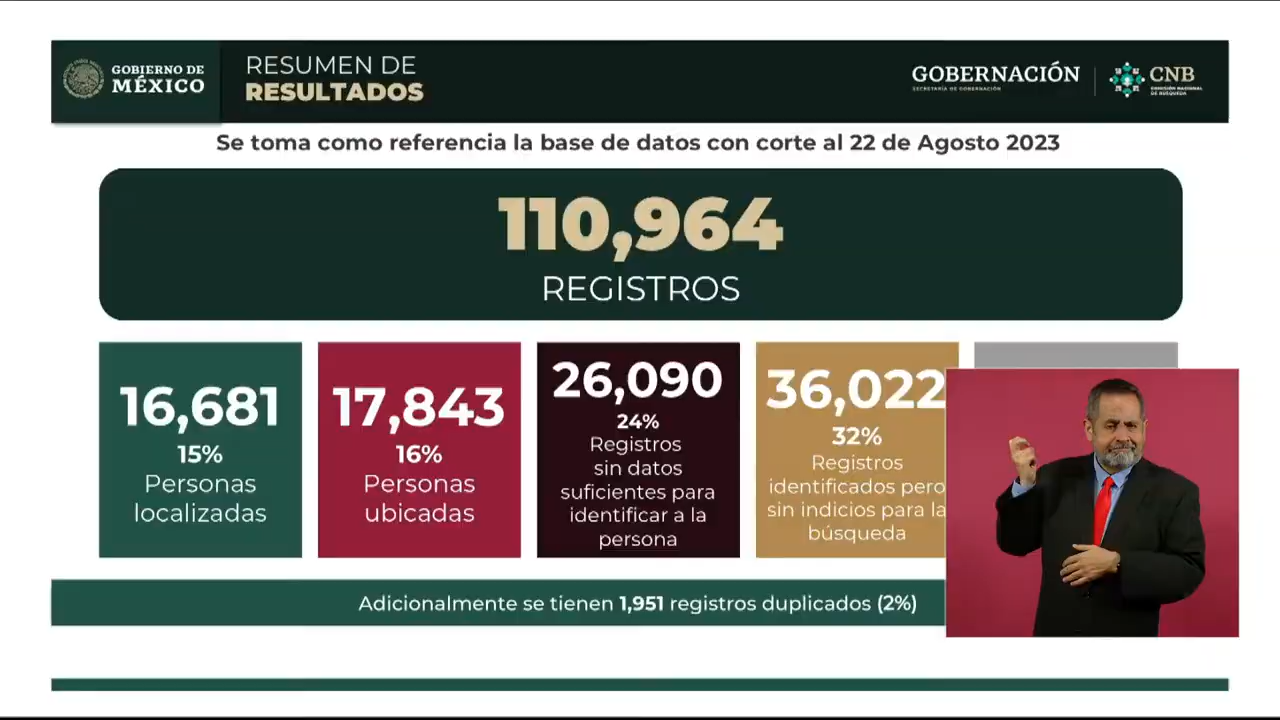 GOBIERNO DE
MÉXICO
RESUMEN DE
RESULTADOS
GOBERNACIÓN
SECRETARÍA DE GOBERNACIÓN
CNB
COMISIÓN NACIONAL
DE BÚSQUEDA
Se toma como referencia la base de datos con corte al 22 de Agosto 2023
110,964
REGISTROS
16,681
15%
Personas
localizadas
17,843
16%
Personas
ubicadas
26,090
24%
Registros
sin datos
suficientes para
identificar a la
persona
36,022
32%
Registros
identificados pero
sin indicios para la
búsqueda
Adicionalmente se tienen 1,951 registros duplicados (2%)